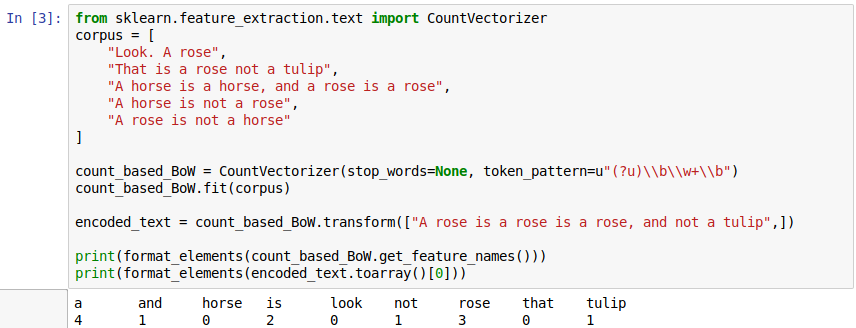 In [3]: from sklearn.feature_extraction.text import CountVectorizer
corpus = [
    "Look. A rose",
    "That is a rose not a tulip",
    "A horse is a horse, and a rose is a rose",
    "A horse is not a rose",
    "A rose is not a horse"
]
count_based_BoW = CountVectorizer(stop_words=None, token_pattern=u"(?u)\\b\\w+\\b")
count_based_BoW.fit(corpus)
encoded_text = count_based_BoW.transform(["A rose is a rose is a rose, and not a tulip",])
print(format_elements(count_based_BoW.get_feature_names()))
print(format_elements(encoded_text.toarray()[0]))
a and horse is look not rose that tulip
4 1 0 2 0 1 3 0 1